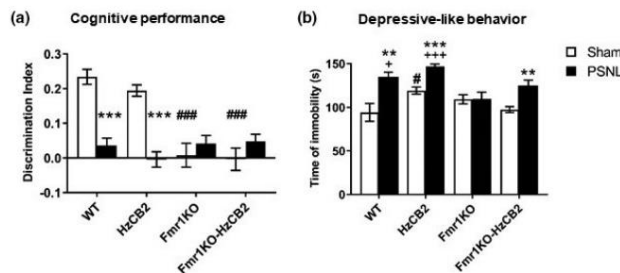 (a) Cognitive performance
Discrimination Index
0.3
0.2
0.1
0.0
-0.1
*** *** ### ###
WT HzCB2 Fmr1KO Fmr1KO-HzCB2
(b) Depressive-like behavior
Sham
PSNL
Time of immobility (s)
150
100
50
**
+
***
+++
#
**
WT HzCB2 Fmr1KO Fmr1KO-HzCB2